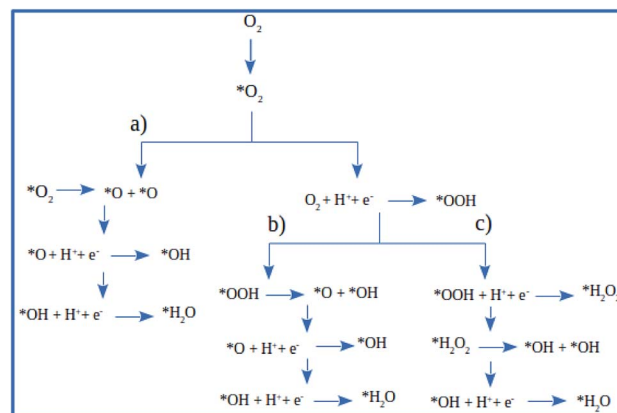 O₂
*O₂
a)
*O₂ → *O + *O
O₂ + H⁺+ e⁻ → *OOH
b)
c)
*O + H⁺+ e⁻ → *OH
*OH + H⁺+ e⁻ → *H₂O
*OOH → *O + *OH
*O + H⁺+ e⁻ → *OH
*OH + H⁺+ e⁻ → *H₂O
*OOH + H⁺+ e⁻ → *H₂O₂
*H₂O₂ → *OH + *OH
*OH + H⁺+ e⁻ → *H₂O